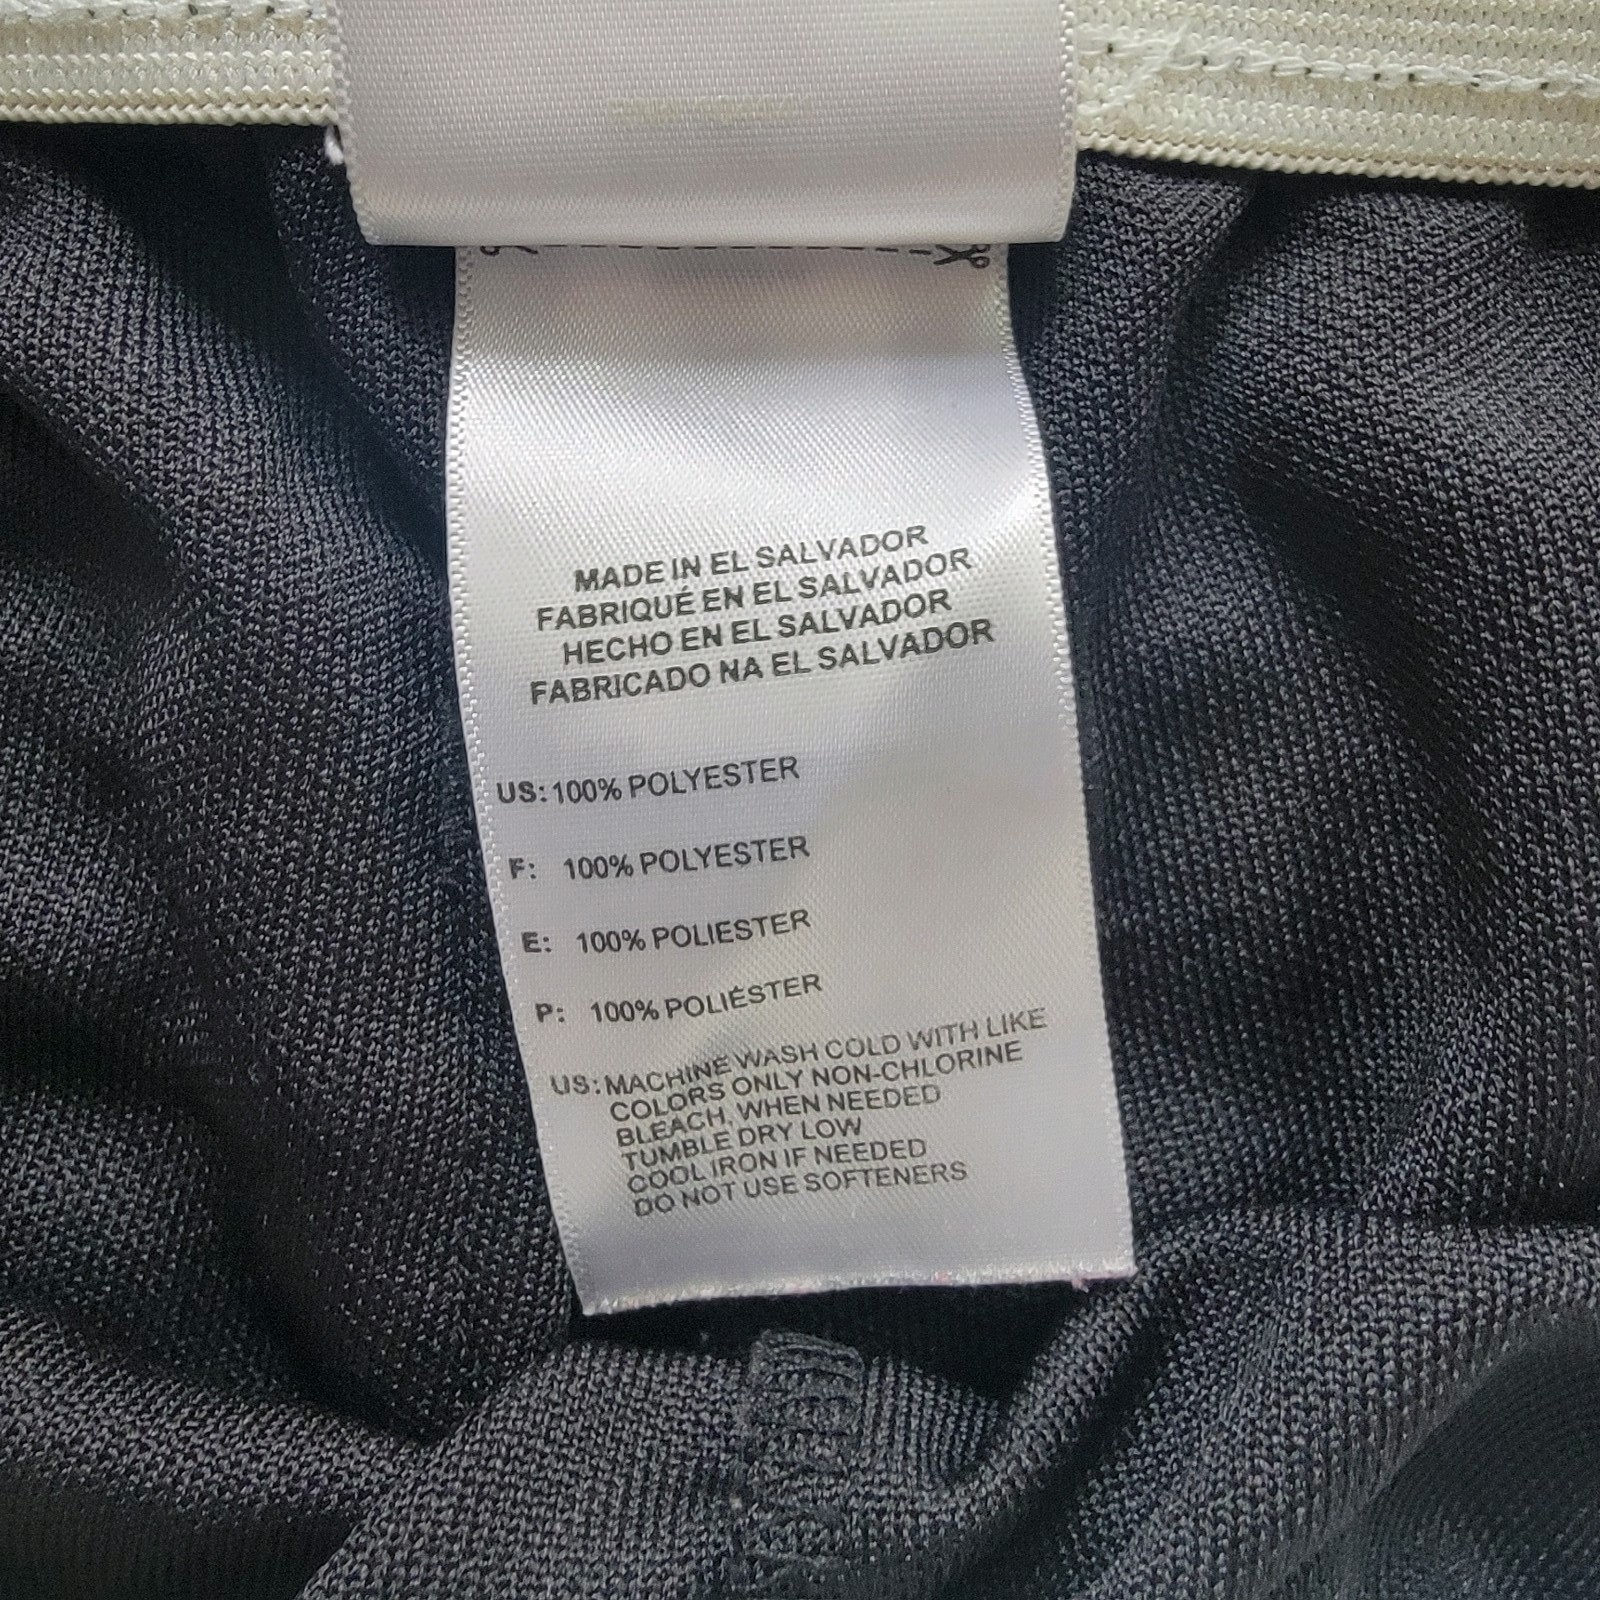 MADE IN EL SALVADOR
FABRIQUÉ EN EL SALVADOR
HECHO EN EL SALVADOR
FABRICADO NA EL SALVADOR
US: 100% POLYESTER
F: 100% POLYESTER
E: 100% POLIESTER
P: 100% POLIÉSTER
US: MACHINE WASH COLD WITH LIKE
COLORS ONLY NON-CHLORINE
BLEACH, WHEN NEEDED
TUMBLE DRY LOW
COOL IRON IF NEEDED
DO NOT USE SOFTENERS